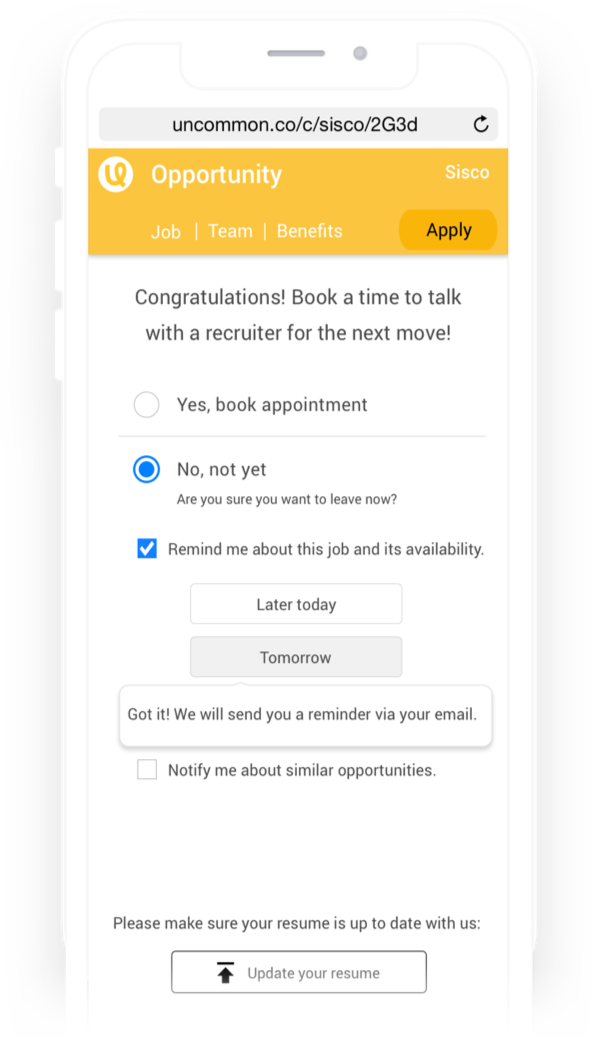 uncommon.co/c/sisco/2G3d
Opportunity
Sisco
Job | Team | Benefits
Apply
Congratulations! Book a time to talk
with a recruiter for the next move!
Yes, book appointment
No, not yet
Are you sure you want to leave now?
Remind me about this job and its availability.
Later today
Tomorrow
Got it! We will send you a reminder via your email.
Notify me about similar opportunities.
Please make sure your resume is up to date with us:
Update your resume